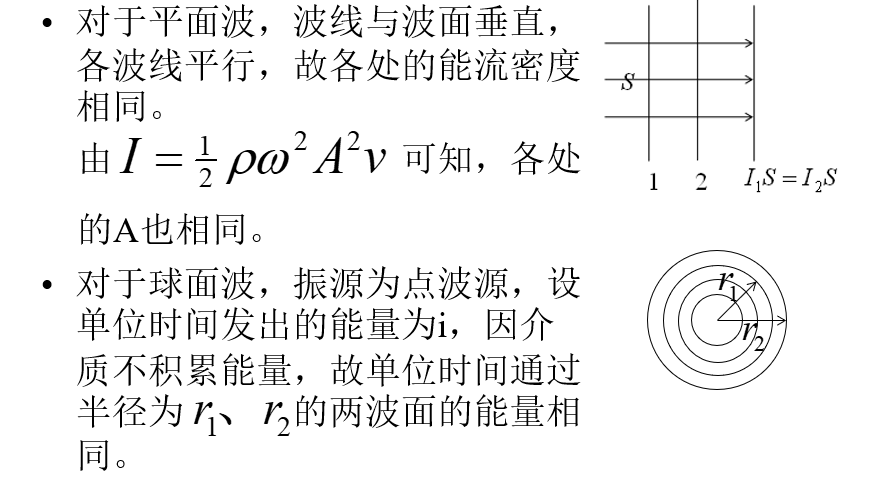 • 对于平面波，波线与波面垂直，
各波线平行，故各处的能流密度
相同。
由 I = 1/2 ρω²A²v 可知，各处
的A也相同。
S
1 2 I₁S = I₂S
• 对于球面波，振源为点波源，设
单位时间发出的能量为i，因介
质不积累能量，故单位时间通过
半径为 r₁、r₂的两波面的能量相
同。
r₁
r₂